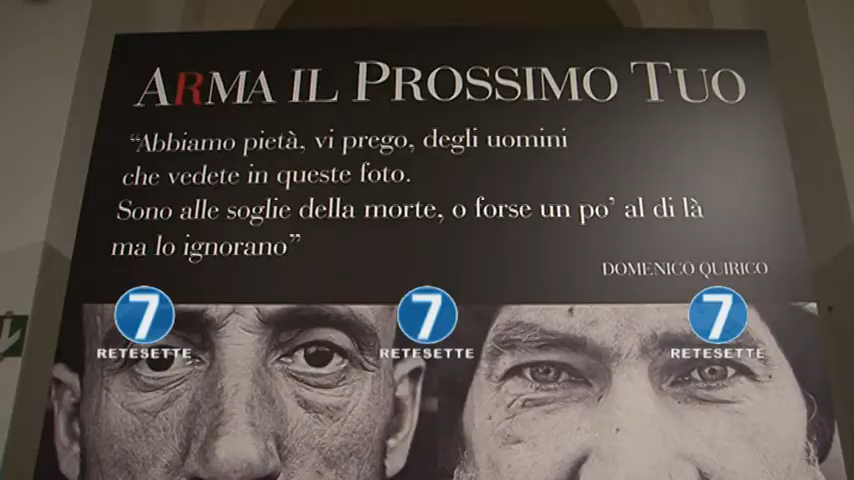 ARMA IL PROSSIMO TUO
“Abbiamo pietà, vi prego, degli uomini
che vedete in queste foto.
Sono alle soglie della morte, o forse un po’ al di là
ma lo ignorano”
DOMENICO QUIRICO
7 7 7
RETESETTE RETESETTE RETESETTE